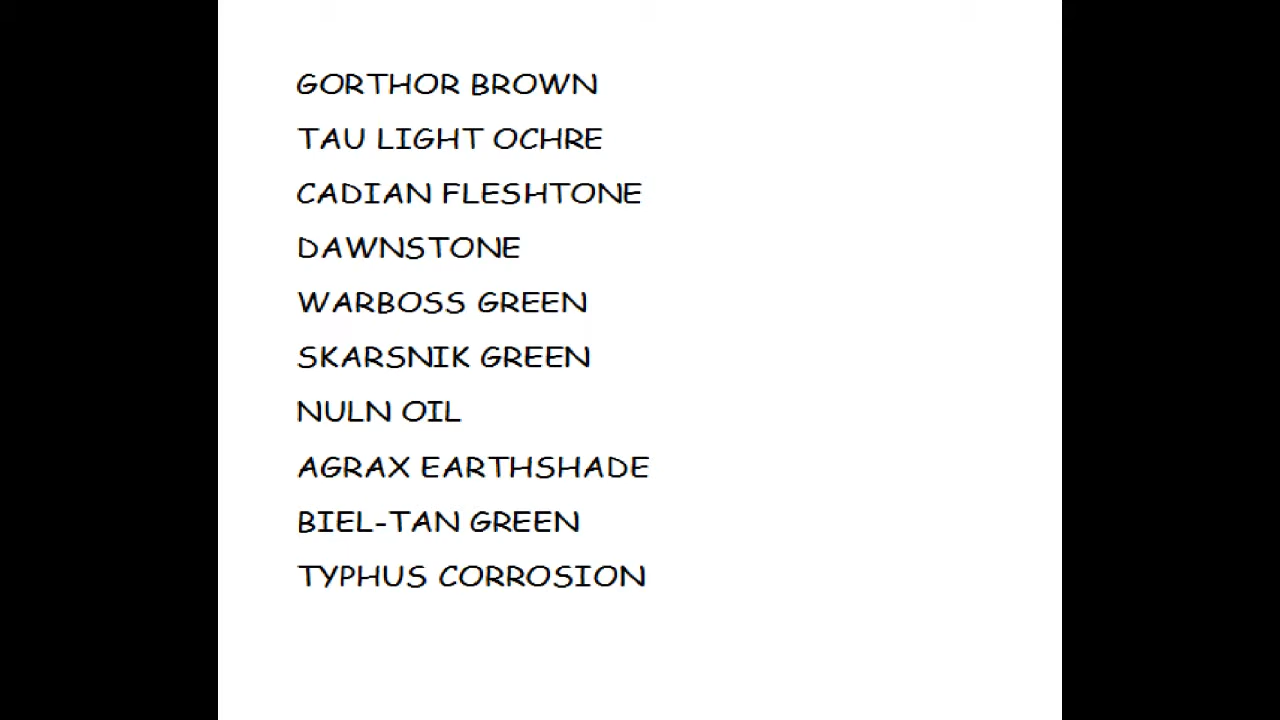 GORTHOR BROWN
TAU LIGHT OCHRE
CADIAN FLESHTONE
DAWNSTONE
WARBOSS GREEN
SKARSNIK GREEN
NULN OIL
AGRAX EARTHSHADE
BIEL-TAN GREEN
TYPHUS CORROSION